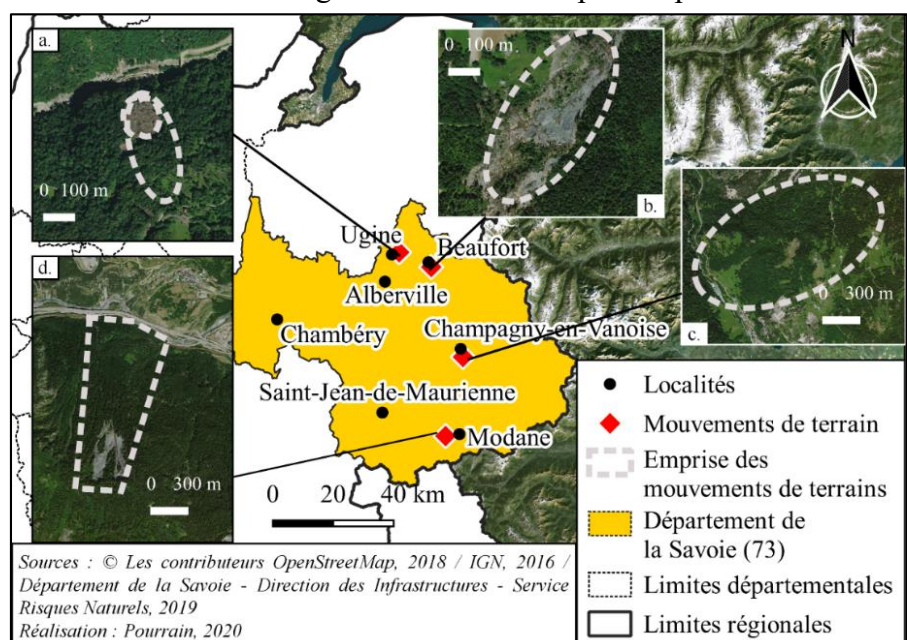 a.
0 100 m
0 100 m
b.
N
d.
0 300 m
c.
0 300 m
Ugine
Beaufort
Alberville
Chambéry
Champagny-en-Vanoise
Saint-Jean-de-Maurienne
Modane
0 20 40 km
Localités
Mouvements de terrain
Emprise des
mouvements de terrains
Département de
la Savoie (73)
Limites départementales
Limites régionales
Sources : © Les contributeurs OpenStreetMap, 2018 / IGN, 2016 /
Département de la Savoie - Direction des Infrastructures - Service
Risques Naturels, 2019
Réalisation : Pourrain, 2020